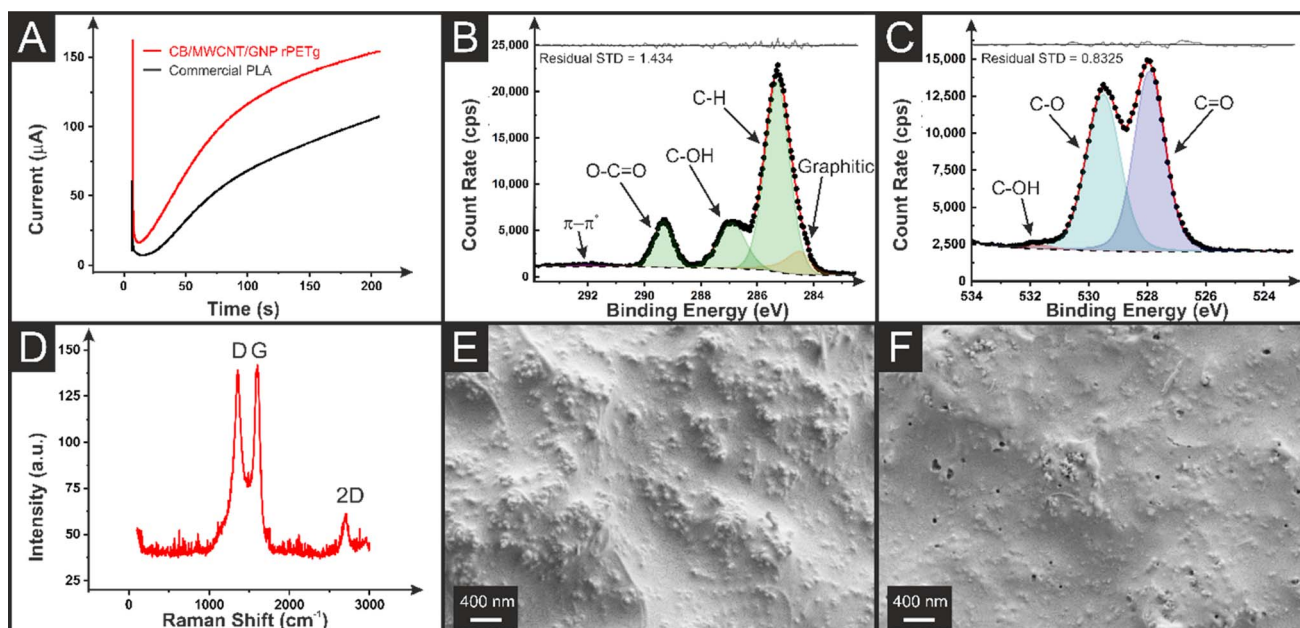 A
150
100
50
0
Current (µA)
CB/MWCNT/GNP rPETg
Commercial PLA
0 50 100 150 200
Time (s)
B
25,000
20,000
15,000
10,000
5,000
0
Count Rate (cps)
Residual STD = 1.434
C-H
O-C=O
C-OH
Graphitic
π–π*
292 290 288 286 284
Binding Energy (eV)
C
15,000
12,500
10,000
7,500
5,000
2,500
0
Count Rate (cps)
Residual STD = 0.8325
C-O
C=O
C-OH
534 532 530 528 526 524
Binding Energy (eV)
D
150
125
100
75
50
25
Intensity (a.u.)
D G
2D
0 1000 2000 3000
Raman Shift (cm-1)
E
400 nm
F
400 nm